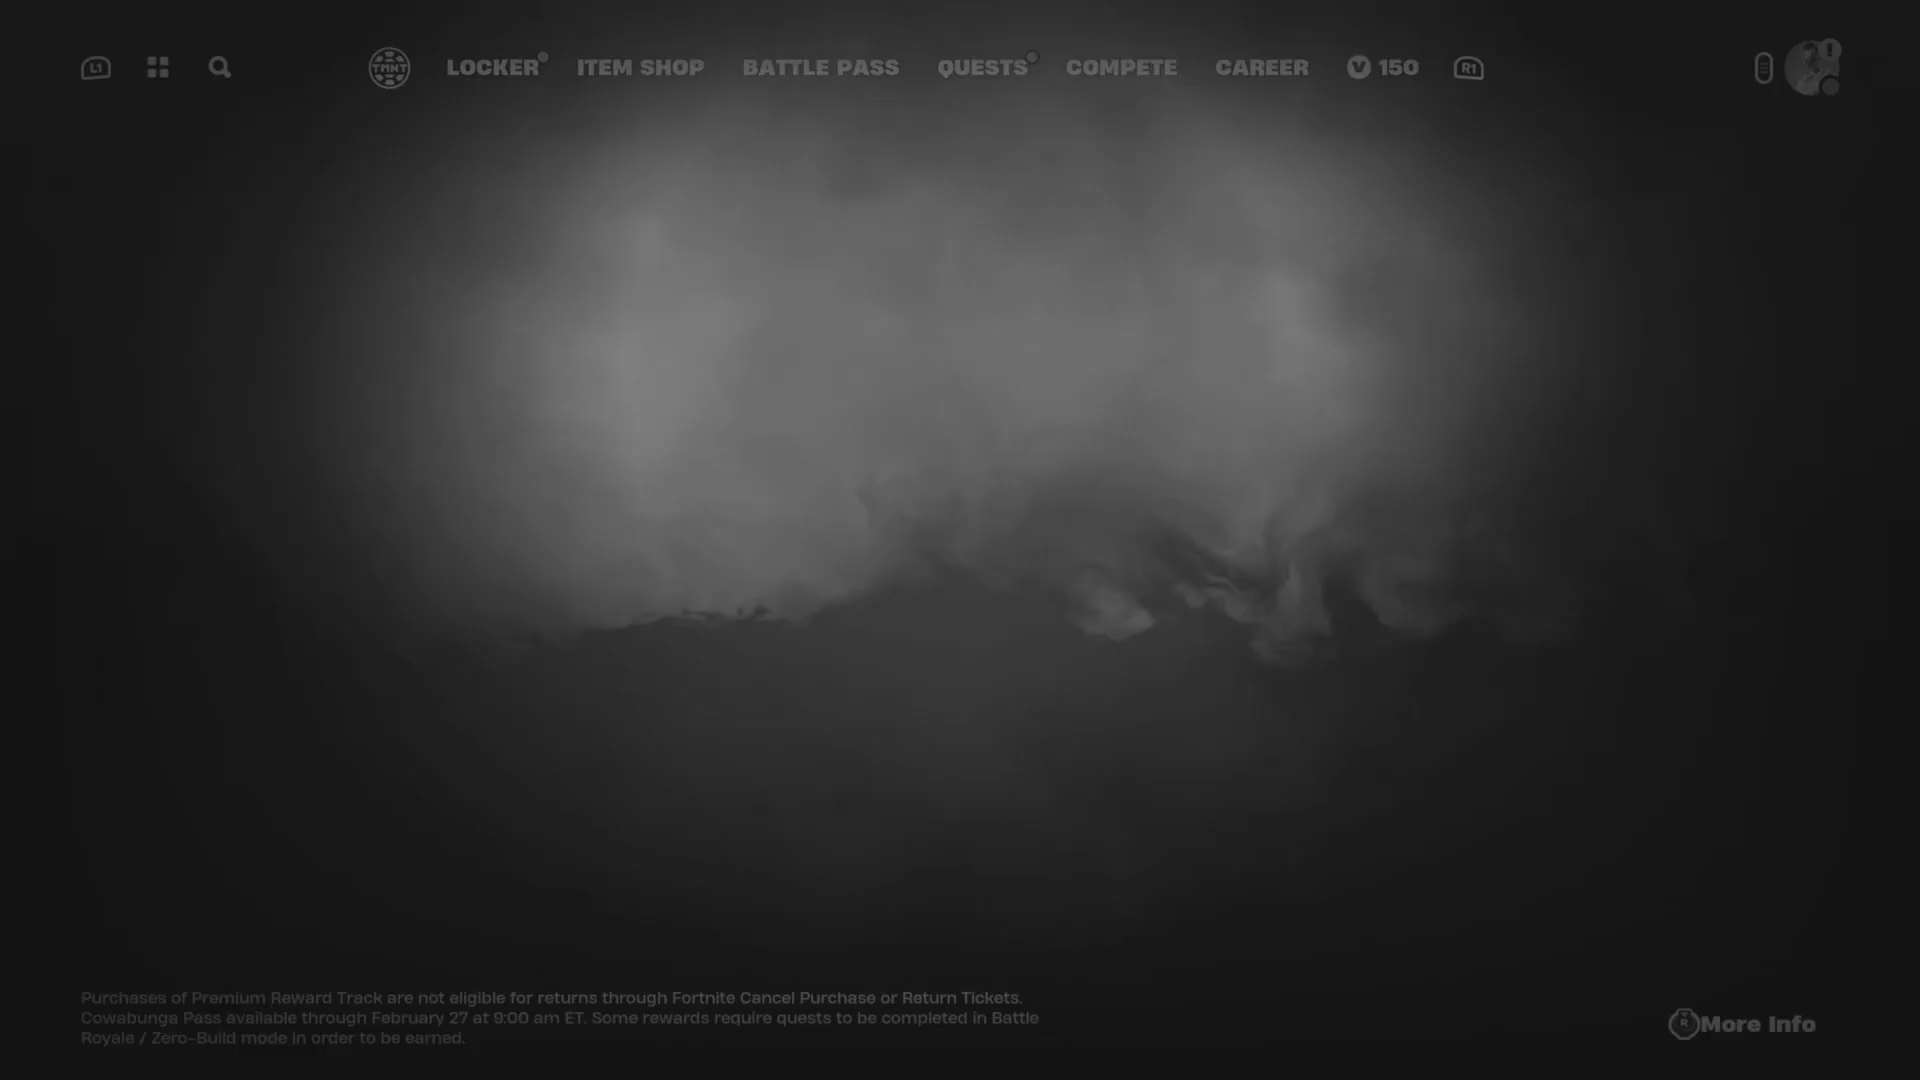 L1 TMNT LOCKER ITEM SHOP BATTLE PASS QUESTS COMPETE CAREER V 150 R1 !
Purchases of Premium Reward Track are not eligible for returns through Fortnite Cancel Purchase or Return Tickets.
Cowabunga Pass available through February 27 at 9:00 am ET. Some rewards require quests to be completed in Battle
Royale / Zero-Build mode in order to be earned.
R More Info